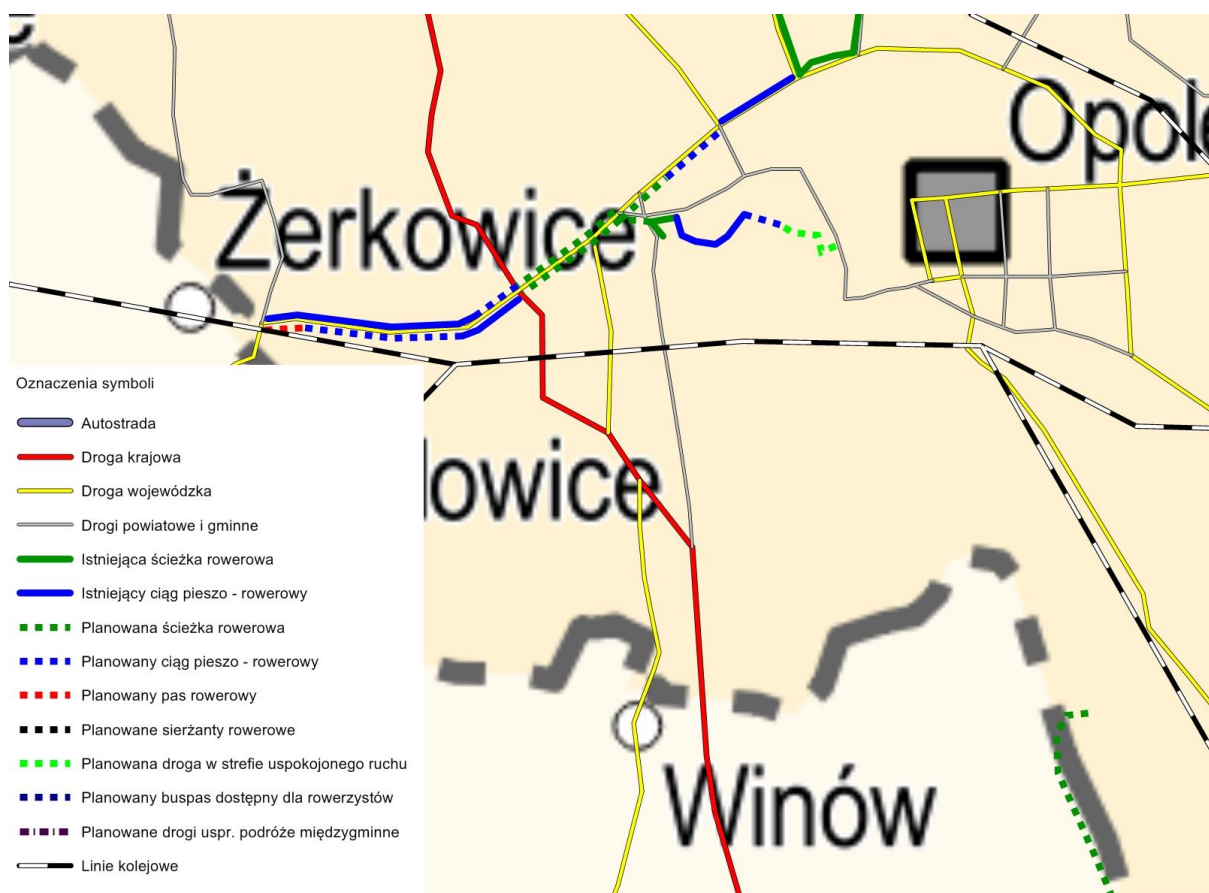 Opole
Żerkowice
Oznaczenia symboli
Autostrada
Droga krajowa
Droga wojewódzka
Drogi powiatowe i gminne
Istniejąca ścieżka rowerowa
Istniejący ciąg pieszo - rowerowy
Planowana ścieżka rowerowa
Planowany ciąg pieszo - rowerowy
Planowany pas rowerowy
Planowane sierżanty rowerowe
Planowana droga w strefie uspokojonego ruchu
Planowany buspas dostępny dla rowerzystów
Planowane drogi uspr. podróże międzygminne
Linie kolejowe
Winów